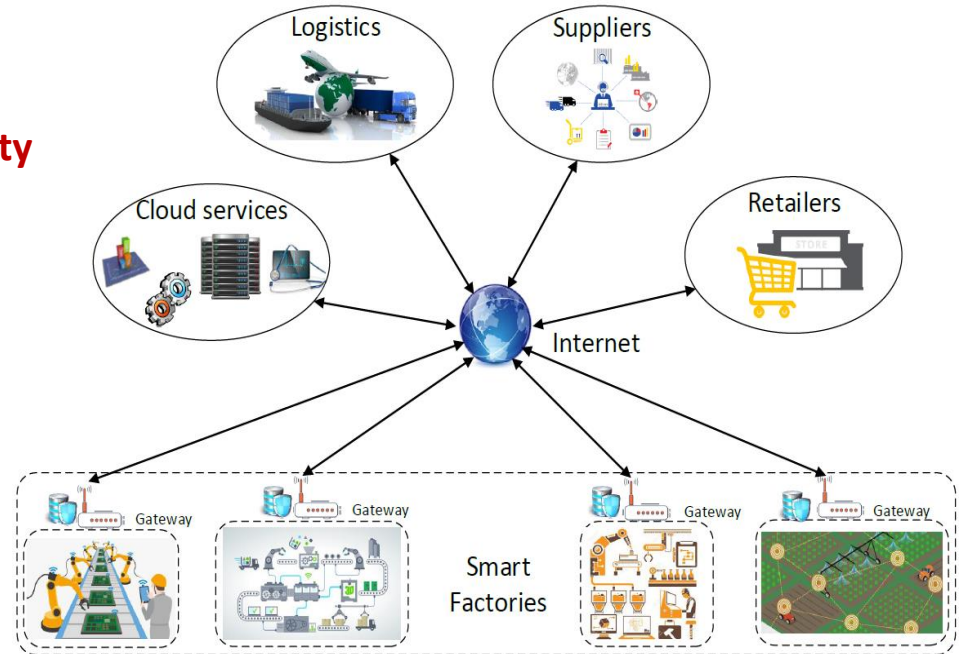 Logistics
Suppliers
ty
Cloud services
Retailers
STORE
Internet
Gateway
Gateway
Gateway
Gateway
Smart
Factories